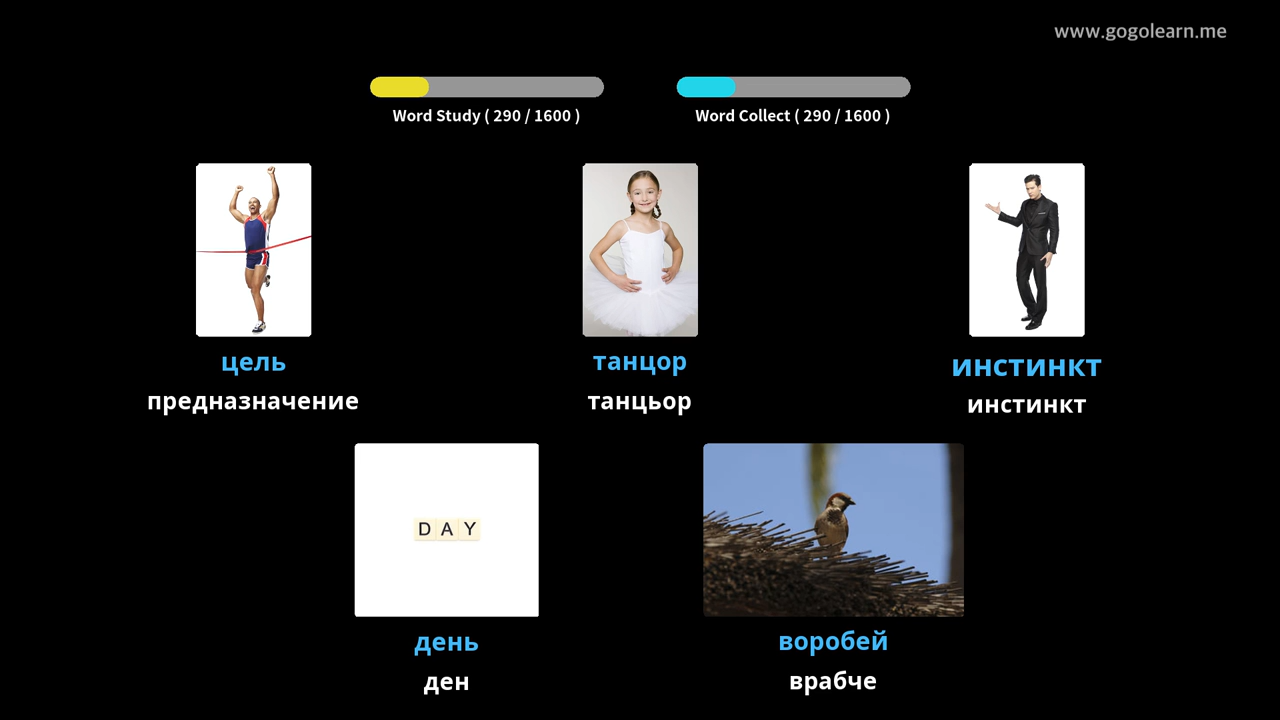 www.gogolearn.me
Word Study ( 290 / 1600 )
Word Collect ( 290 / 1600 )
цель
предназначение
танцор
танцьор
инстинкт
инстинкт
DAY
день
ден
воробей
врабче